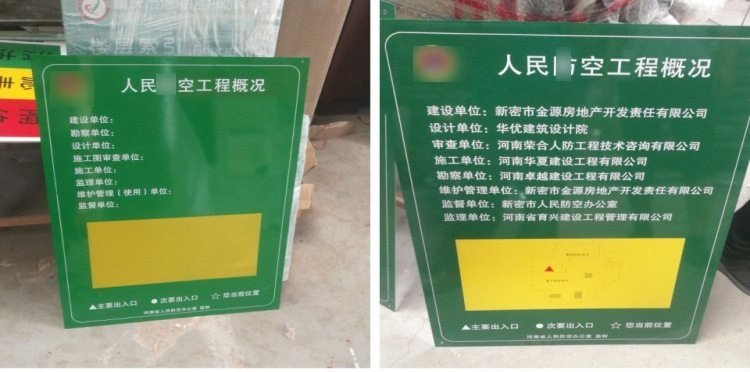 人民 空工程概况
建设单位：
勘察单位：
设计单位：
施工图审查单位：
施工单位：
监理单位：
维护管理（使用）单位：
监督单位：
▲主要出入口 ●次要出入口 ☆您当前位置
河南省人民防空办公室 监制
人民防空工程概况
建设单位：新密市金源房地产开发责任有限公司
设计单位：华优建筑设计院
审查单位：河南荣合人防工程技术咨询有限公司
施工单位：河南华夏建设工程有限公司
勘察单位：河南卓越建设工程有限公司
维护管理单位：新密市金源房地产开发责任有限公司
监督单位：新密市人民防空办公室
监理单位：河南省育兴建设工程管理有限公司
▲主要出入口 ●次要出入口 ☆您当前位置
河南省人民防空办公室 监制